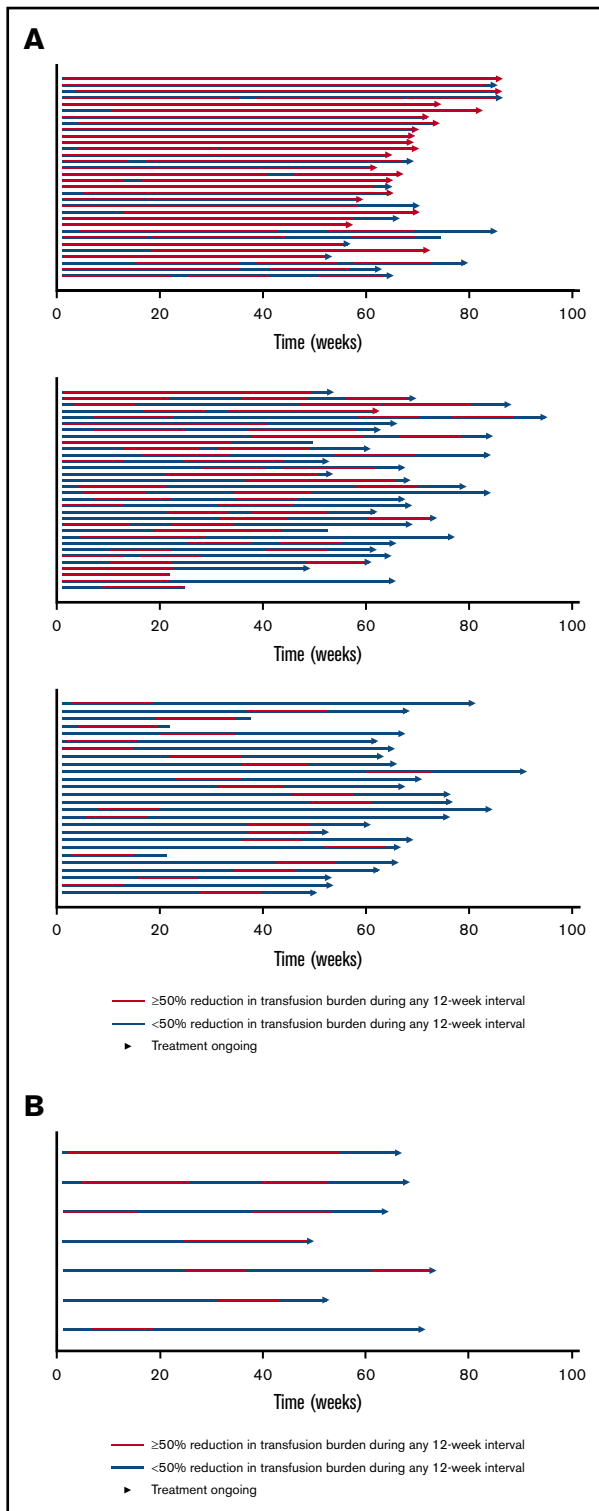 A
0 20 40 60 80 100
Time (weeks)
0 20 40 60 80 100
Time (weeks)
0 20 40 60 80 100
Time (weeks)
≥50% reduction in transfusion burden during any 12-week interval
<50% reduction in transfusion burden during any 12-week interval
Treatment ongoing
B
0 20 40 60 80 100
Time (weeks)
≥50% reduction in transfusion burden during any 12-week interval
<50% reduction in transfusion burden during any 12-week interval
Treatment ongoing